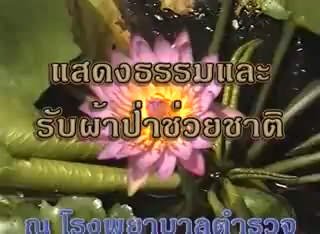 แสดงธรรมและ
รับผ้าป่าช่วยชาติ
ณ โรงพยาบาลตำรวจ